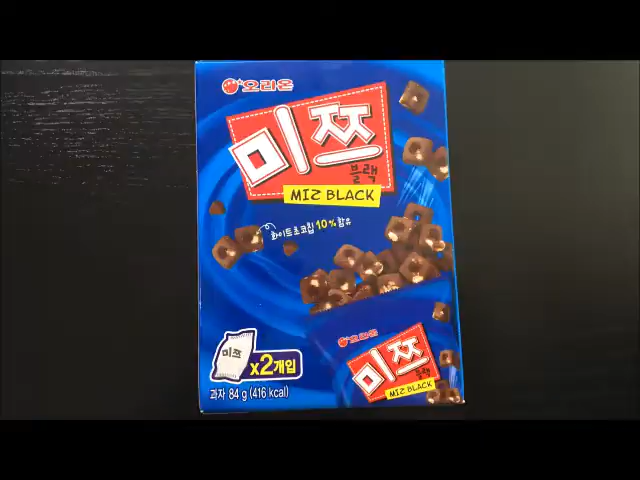 오리온
미쯔
블랙
MIZ BLACK
화이트초코칩 10% 함유
오리온
미쯔
블랙
MIZ BLACK
미쯔
x2개입
과자 84 g (416 kcal)